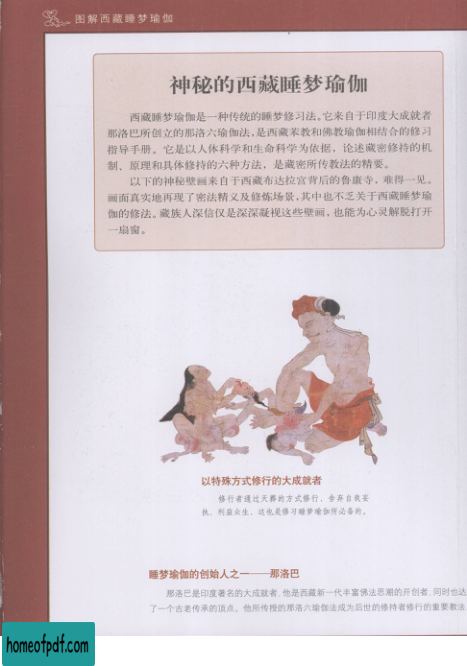 图解西藏睡梦瑜伽
神秘的西藏睡梦瑜伽
西藏睡梦瑜伽是一种传统的睡梦修习法。它来自于印度大成就者
那洛巴所创立的那洛六瑜伽法，是西藏苯教和佛教瑜伽相结合的修习
指导手册。它是以人体科学和生命科学为依据，论述藏密修持的机
制、原理和具体修持的六种方法，是藏密所传教法的精要。
以下的神秘壁画来自于西藏布达拉宫背后的鲁康寺，难得一见。
画面真实地再现了密法精义及修炼场景，其中也不乏关于西藏睡梦瑜
伽的修法。藏族人深信仅是深深凝视这些壁画，也能为心灵解脱打开
一扇窗。
以特殊方式修行的大成就者
修行者通过天葬的方式修行，舍弃自我妄
执，利益众生，这也是修习睡梦瑜伽所必备的。
睡梦瑜伽的创始人之一——那洛巴
那洛巴是印度著名的大成就者，他是西藏新一代丰富佛法思潮的开创者，同时也达
了一个古老传承的顶点。他所传授的那洛六瑜伽法成为后世的修持者修行的重要教法
homeofpdf.com